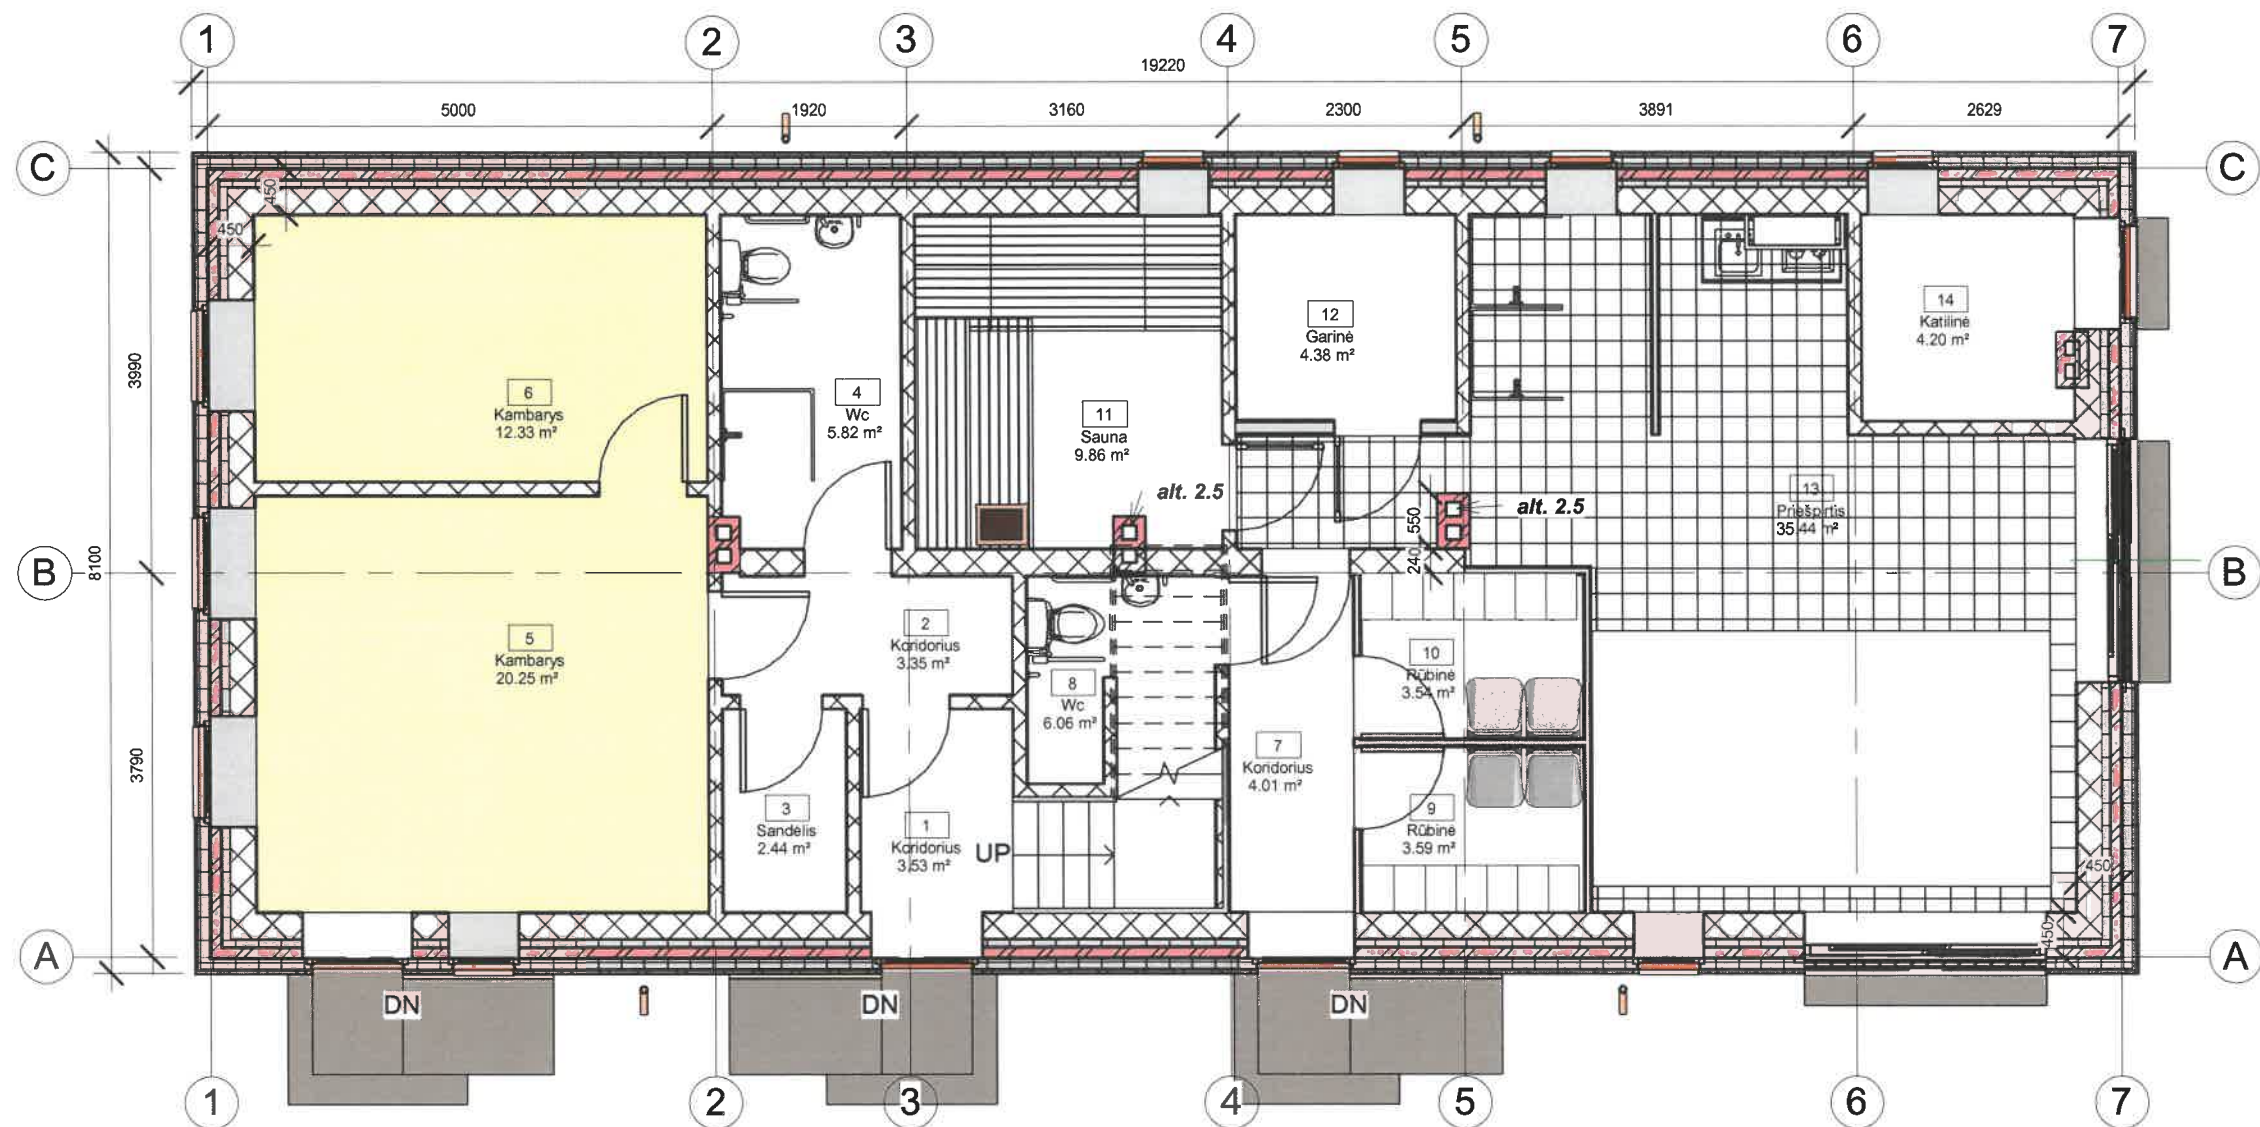 1
2
3
4
5
6
7
19220
5000
1920
3160
2300
3891
2629
C
C
450
450
3990
8100
3790
6
Kambarys
12.33 m²
4
Wc
5.82 m²
11
Sauna
9.86 m²
12
Garinė
4.38 m²
14
Katilinė
4.20 m²
alt. 2.5
alt. 2.5
550
240
13
Priešpirtis
35.44 m²
B
B
5
Kambarys
20.25 m²
2
Koridorius
3.35 m²
8
Wc
6.06 m²
10
Rūbinė
3.54 m²
7
Koridorius
4.01 m²
3
Sandėlis
2.44 m²
1
Koridorius
3.53 m²
UP
9
Rūbinė
3.59 m²
450
450
A
A
DN
DN
DN
1
2
3
4
5
6
7